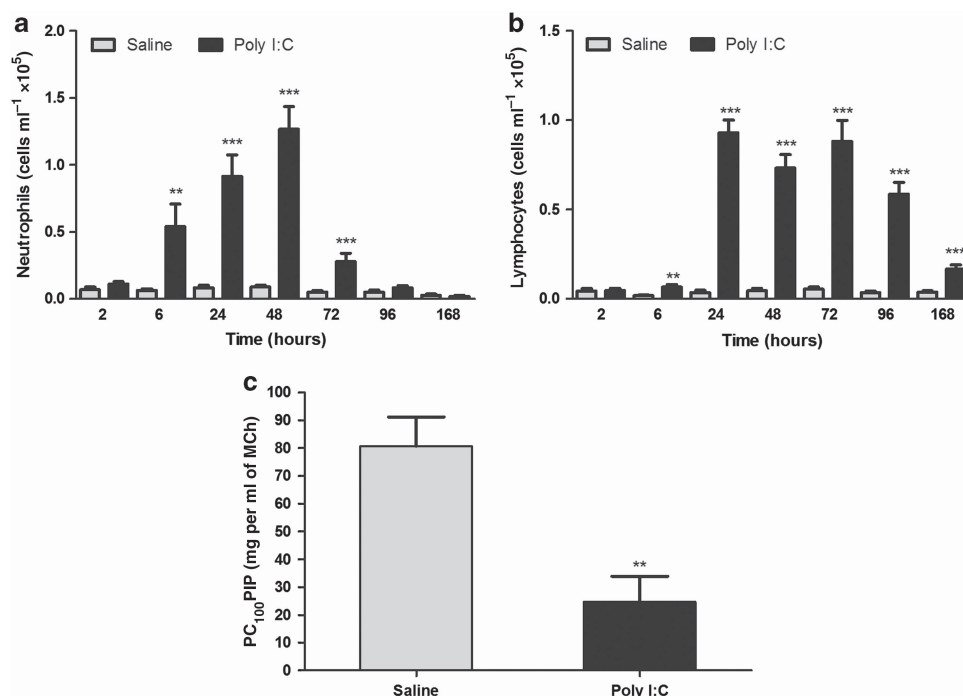 a
Saline Poly I:C
Neutrophils (cells ml⁻¹ ×10⁵)
2.0
1.5
1.0
0.5
0.0
**
***
***
***
2 6 24 48 72 96 168
Time (hours)
b
Saline Poly I:C
Lymphocytes (cells ml⁻¹ ×10⁵)
1.5
1.0
0.5
0.0
**
***
***
***
***
***
2 6 24 48 72 96 168
Time (hours)
c
PC₁₀₀PIP (mg per ml of MCh)
100
90
80
70
60
50
40
30
20
10
0
**
Saline Poly I:C